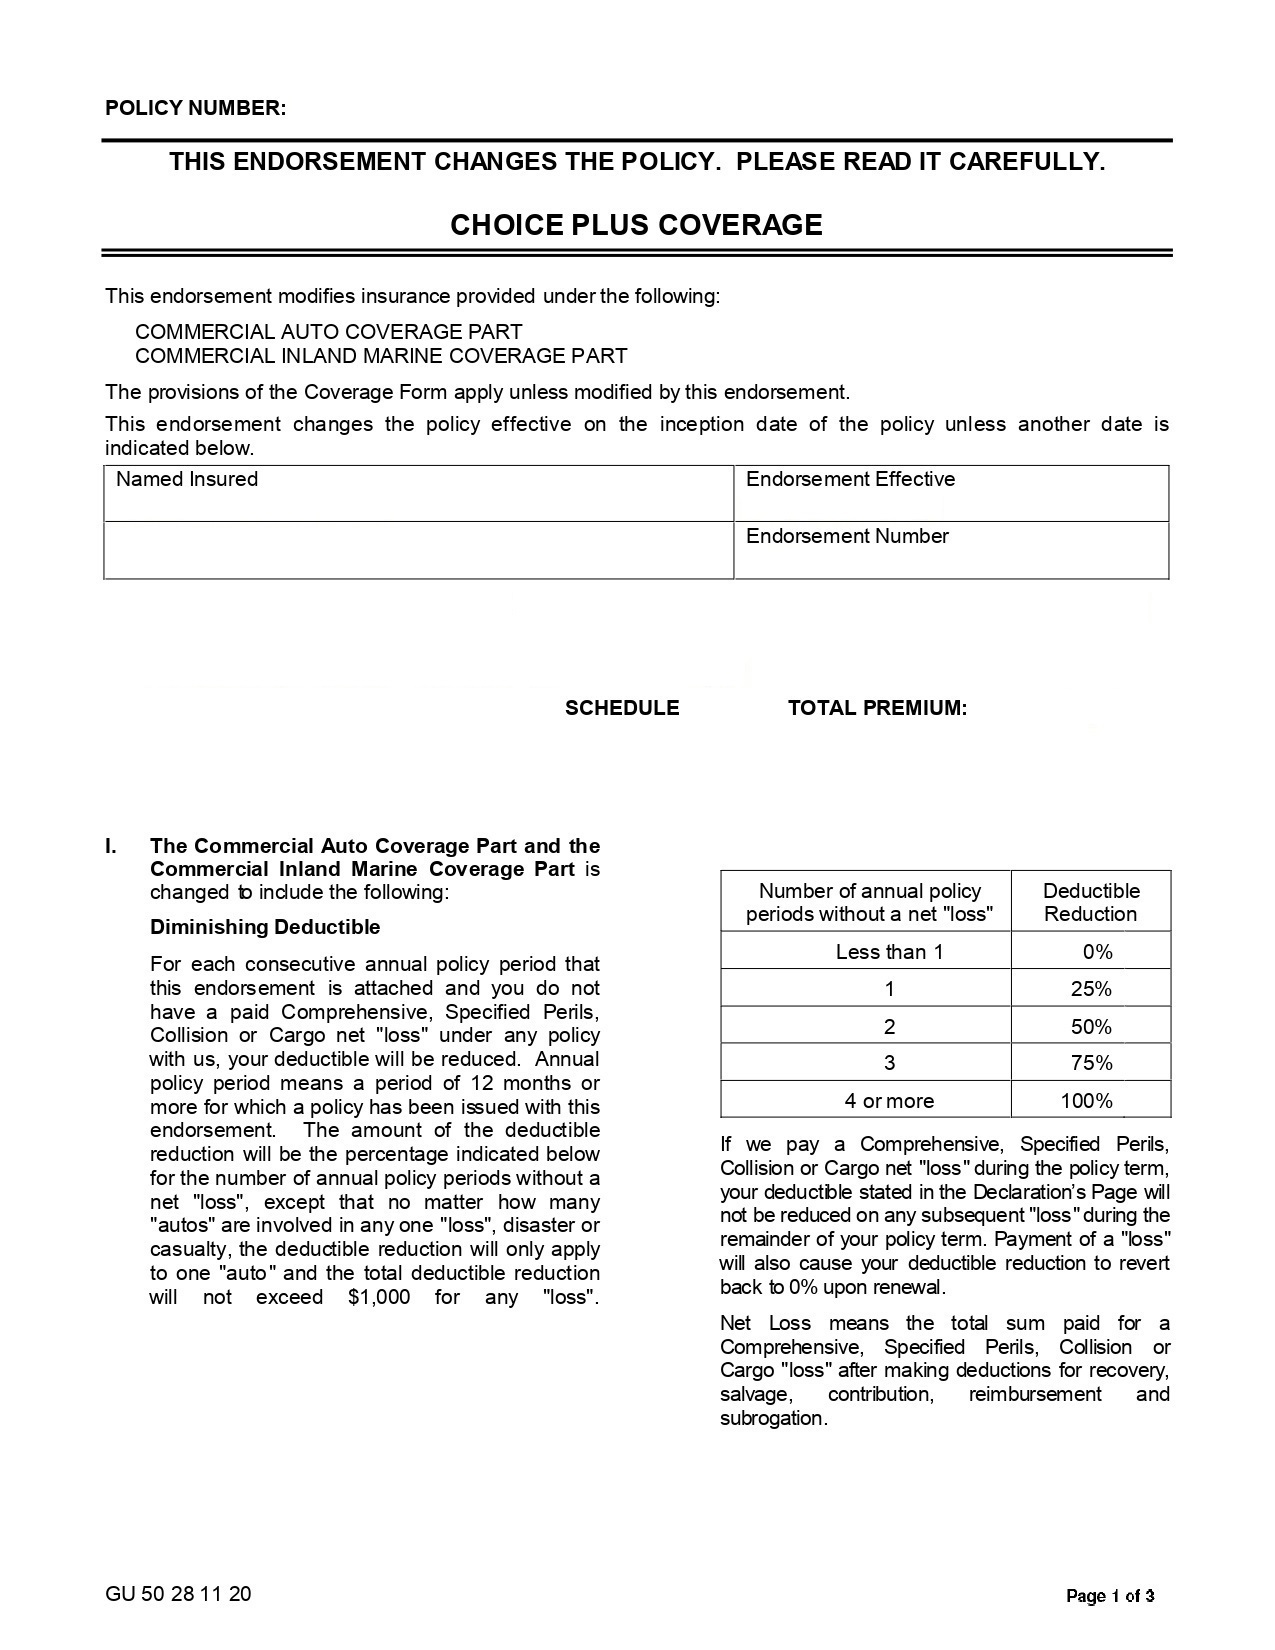 POLICY NUMBER:
THIS ENDORSEMENT CHANGES THE POLICY. PLEASE READ IT CAREFULLY.
CHOICE PLUS COVERAGE
This endorsement modifies insurance provided under the following:
COMMERCIAL AUTO COVERAGE PART
COMMERCIAL INLAND MARINE COVERAGE PART
The provisions of the Coverage Form apply unless modified by this endorsement.
This endorsement changes the policy effective on the inception date of the policy unless another date is
indicated below.
Named Insured
Endorsement Effective
Endorsement Number
SCHEDULE TOTAL PREMIUM:
I. The Commercial Auto Coverage Part and the
Commercial Inland Marine Coverage Part is
changed to include the following:
Diminishing Deductible
For each consecutive annual policy period that
this endorsement is attached and you do not
have a paid Comprehensive, Specified Perils,
Collision or Cargo net "loss" under any policy
with us, your deductible will be reduced. Annual
policy period means a period of 12 months or
more for which a policy has been issued with this
endorsement. The amount of the deductible
reduction will be the percentage indicated below
for the number of annual policy periods without a
net "loss", except that no matter how many
"autos" are involved in any one "loss", disaster or
casualty, the deductible reduction will only apply
to one "auto" and the total deductible reduction
will not exceed $1,000 for any "loss".
Number of annual policy Deductible
periods without a net "loss" Reduction
Less than 1 0%
1 25%
2 50%
3 75%
4 or more 100%
If we pay a Comprehensive, Specified Perils,
Collision or Cargo net "loss" during the policy term,
your deductible stated in the Declaration’s Page will
not be reduced on any subsequent "loss" during the
remainder of your policy term. Payment of a "loss"
will also cause your deductible reduction to revert
back to 0% upon renewal.
Net Loss means the total sum paid for a
Comprehensive, Specified Perils, Collision or
Cargo "loss" after making deductions for recovery,
salvage, contribution, reimbursement and
subrogation.
GU 50 28 11 20
Page 1 of 3